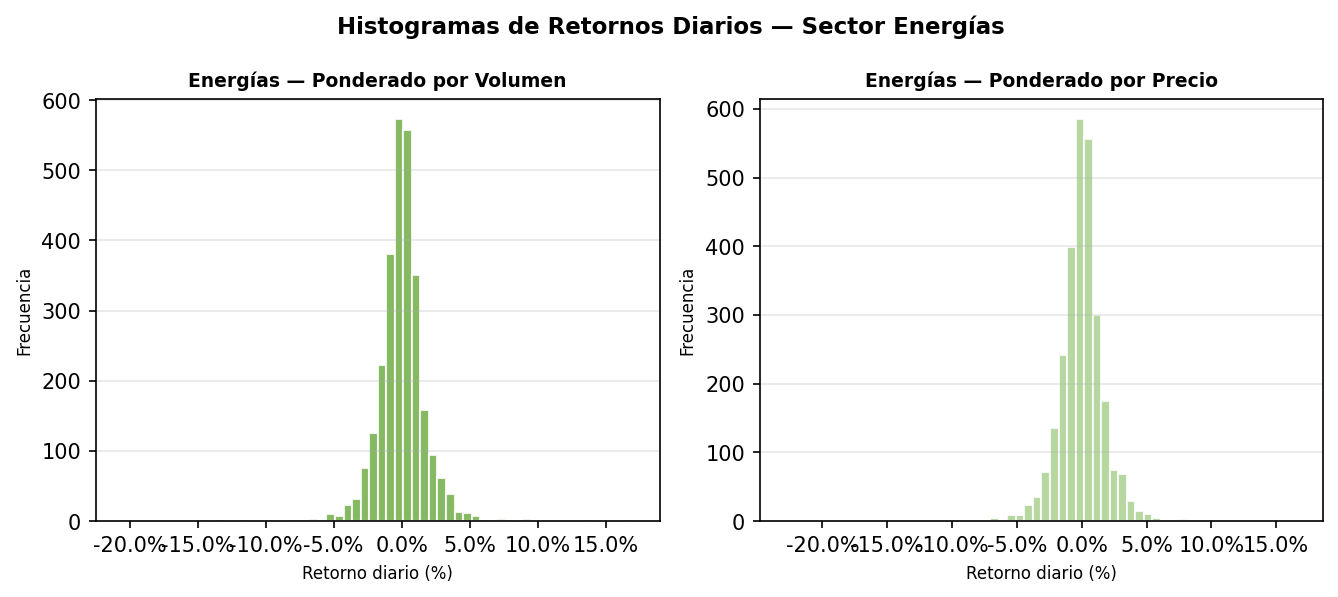 Histogramas de Retornos Diarios — Sector Energías
Energías — Ponderado por Volumen
600
500
400
300
200
100
0
Frecuencia
-20.0% -15.0% -10.0% -5.0% 0.0% 5.0% 10.0% 15.0%
Retorno diario (%)
Energías — Ponderado por Precio
600
500
400
300
200
100
0
Frecuencia
-20.0% -15.0% -10.0% -5.0% 0.0% 5.0% 10.0% 15.0%
Retorno diario (%)